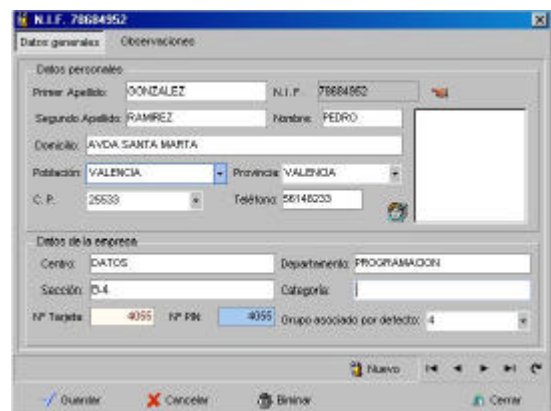 N.I.F. 78684952
Datos generales Observaciones
Datos personales
Primer Apellido: GONZALEZ N.I.F. 78684952
Segundo Apellido: RAMIREZ Nombre: PEDRO
Domicilio: AVDA SANTA MARTA
Población: VALENCIA Provincia: VALENCIA
C. P. 25533 Teléfono: 56146233
Datos de la empresa
Centro: DATOS Departamento: PROGRAMACION
Sección: B-4 Categoría:
Nº Tarjeta: 4055 Nº PIN: 4055 Grupo asociado por defecto: 4
Nuevo
Guardar Cancelar Eliminar Cerrar